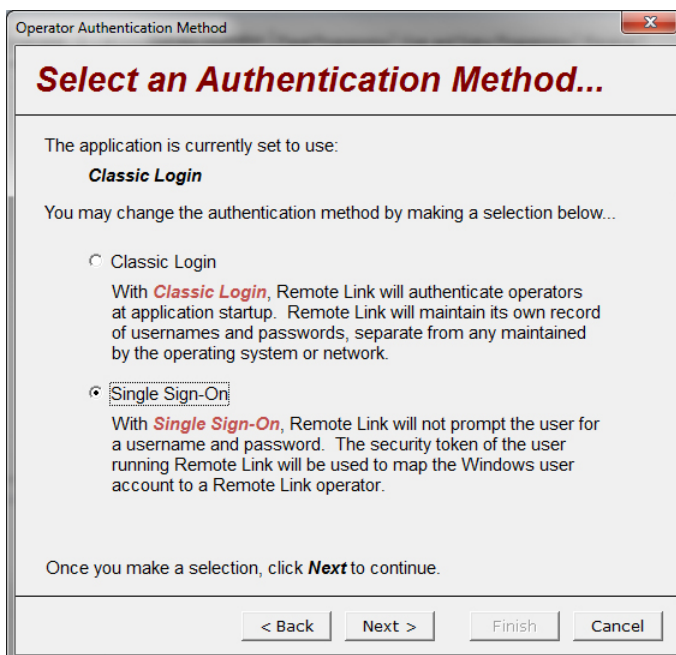 Operator Authentication Method
Select an Authentication Method...
The application is currently set to use:
Classic Login
You may change the authentication method by making a selection below...
Classic Login
With Classic Login, Remote Link will authenticate operators
at application startup. Remote Link will maintain its own record
of usernames and passwords, separate from any maintained
by the operating system or network.
Single Sign-On
With Single Sign-On, Remote Link will not prompt the user for
a username and password. The security token of the user
running Remote Link will be used to map the Windows user
account to a Remote Link operator.
Once you make a selection, click Next to continue.
< Back Next > Finish Cancel